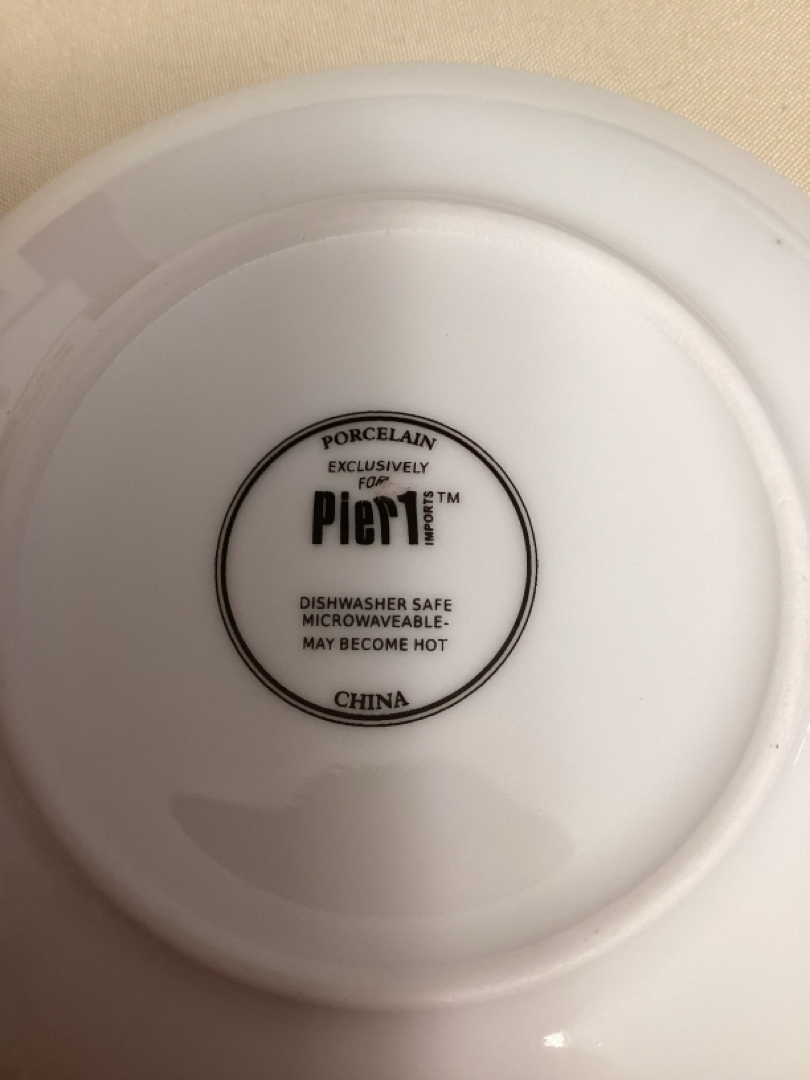 PORCELAIN
EXCLUSIVELY
FOR
Pier1 IMPORTS™
DISHWASHER SAFE
MICROWAVEABLE-
MAY BECOME HOT
CHINA